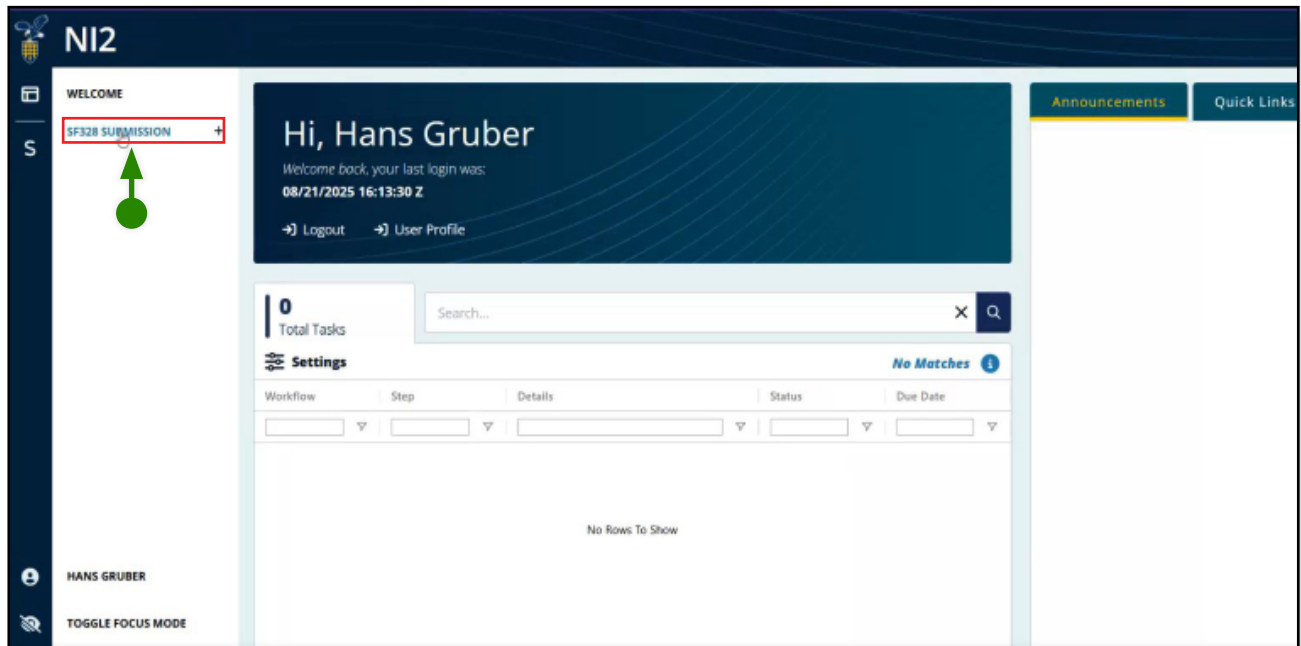 NI2
WELCOME
SF328 SUBMISSION +
S
HANS GRUBER
TOGGLE FOCUS MODE
Hi, Hans Gruber
Welcome back, your last login was:
08/21/2025 16:13:30 Z
Logout User Profile
0
Total Tasks
Search...
Settings
No Matches
Workflow Step Details Status Due Date
No Rows To Show
Announcements Quick Links